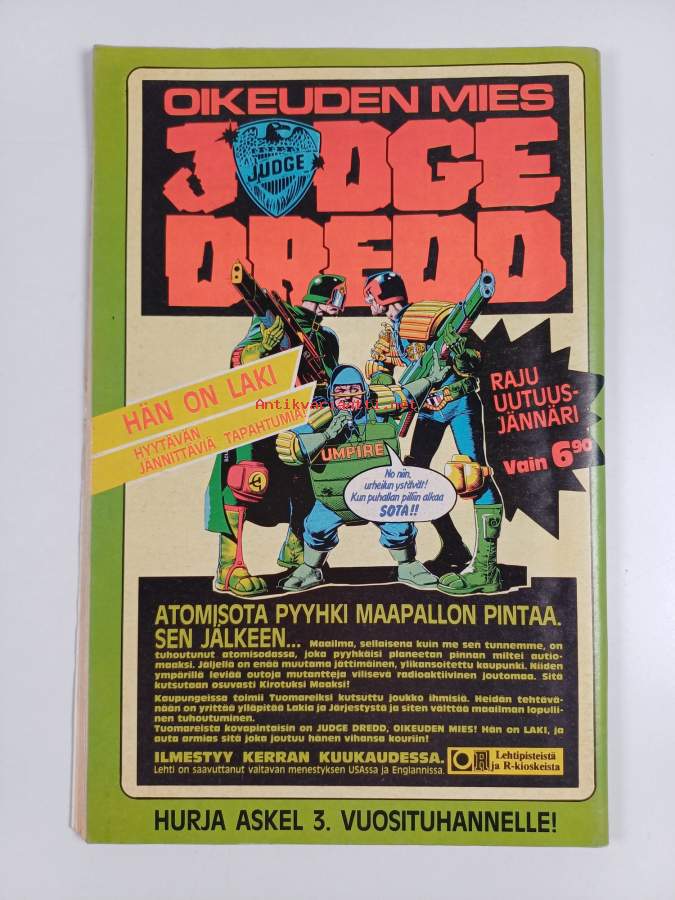 OIKEUDEN MIES
JUDGE
JUDGE
DREDD
HÄN ON LAKI
HYYTÄVÄN
JÄNNITTÄVIÄ TAPAHTUMIA!
Antikvariaatti.net
RAJU
UUTUUS-
JÄNNÄRI
Vain 6 90
UMPIRE
No niin,
urheilun ystävät!
Kun puhallan pilliin alkaa
SOTA!!
ATOMISOTA PYYHKI MAAPALLON PINTAA.
SEN JÄLKEEN... Maailma, sellaisena kuin me sen tunnemme, on
tuhoutunut atomisodassa, joka pyyhkäisi planeetan pinnan miltei autio-
maaksi. Jäljellä on enää muutama jättimäinen, ylikansoitettu kaupunki. Niiden
ympärillä leviää outoja mutantteja vilisevä radioaktiivinen joutomaa. Sitä
kutsutaan osuvasti Kirotuksi Maaksi!
Kaupungeissa toimii Tuomareiksi kutsuttu joukko ihmisiä. Heidän tehtävä-
nään on yrittää ylläpitää Lakia ja Järjestystä ja siten välttää maailman lopulli-
nen tuhoutuminen.
Tuomareista kovapintaisin on JUDGE DREDD, OIKEUDEN MIES! Hän on LAKI, ja
auta armias sitä joka joutuu hänen vihansa kouriin!
ILMESTYY KERRAN KUUKAUDESSA.
Lehti on saavuttanut valtavan menestyksen USAssa ja Englannissa.
R
Lehtipisteistä
ja R-kioskeista
HURJA ASKEL 3. VUOSITUHANNELLE!